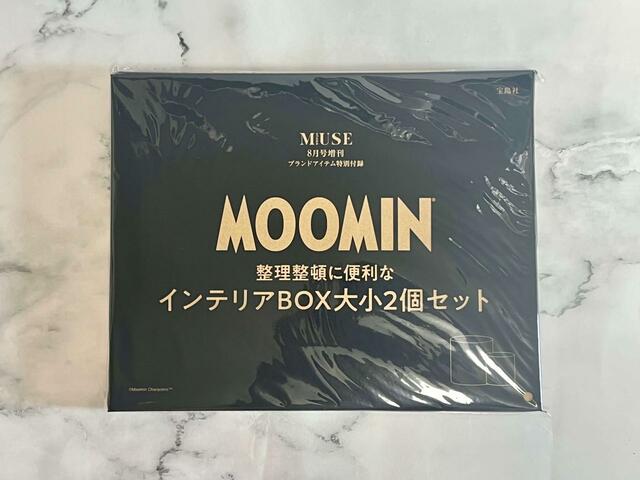 宝島社
MUSE
8月号増刊
ブランドアイテム特別付録
MOOMIN
整理整頓に便利な
インテリアBOX大小2個セット
©Moomin Characters™